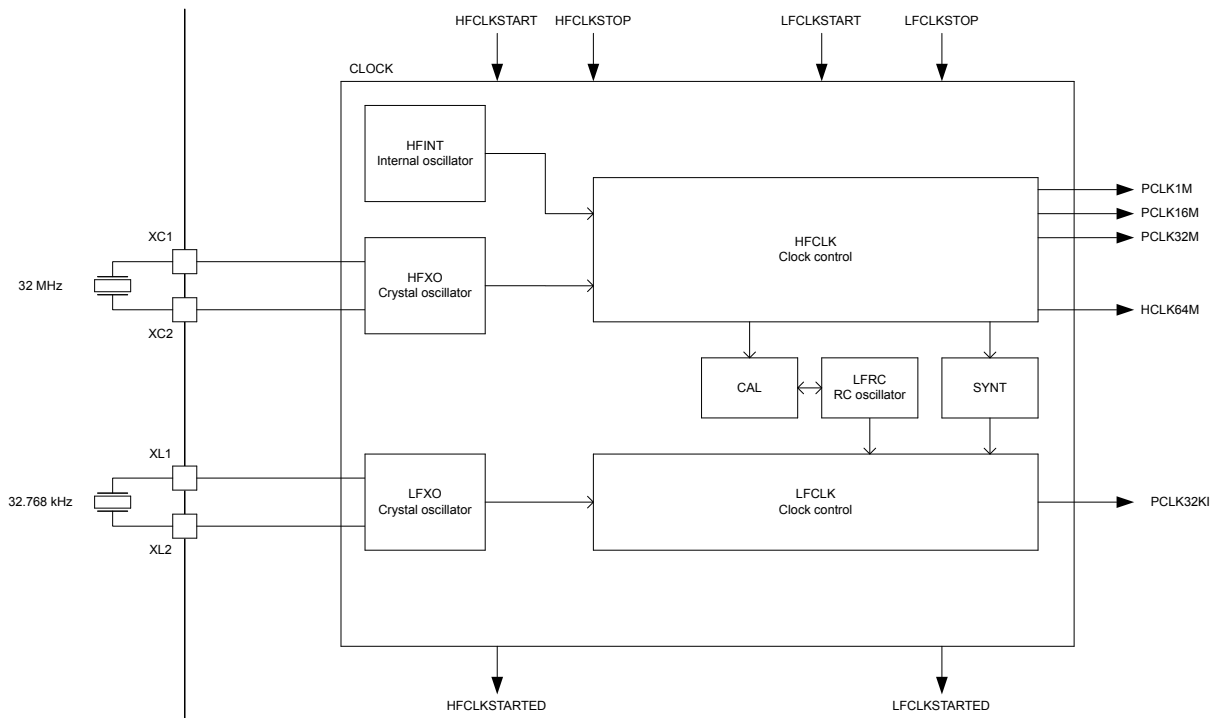 HFCLKSTART
HFCLKSTOP
LFCLKSTART
LFCLKSTOP
CLOCK
HFINT
Internal oscillator
PCLK1M
PCLK16M
PCLK32M
HFCLK
Clock control
XC1
HFXO
Crystal oscillator
32 MHz
XC2
HCLK64M
CAL
LFRC
RC oscillator
SYNT
XL1
LFXO
Crystal oscillator
LFCLK
Clock control
32.768 kHz
PCLK32KI
XL2
HFCLKSTARTED
LFCLKSTARTED